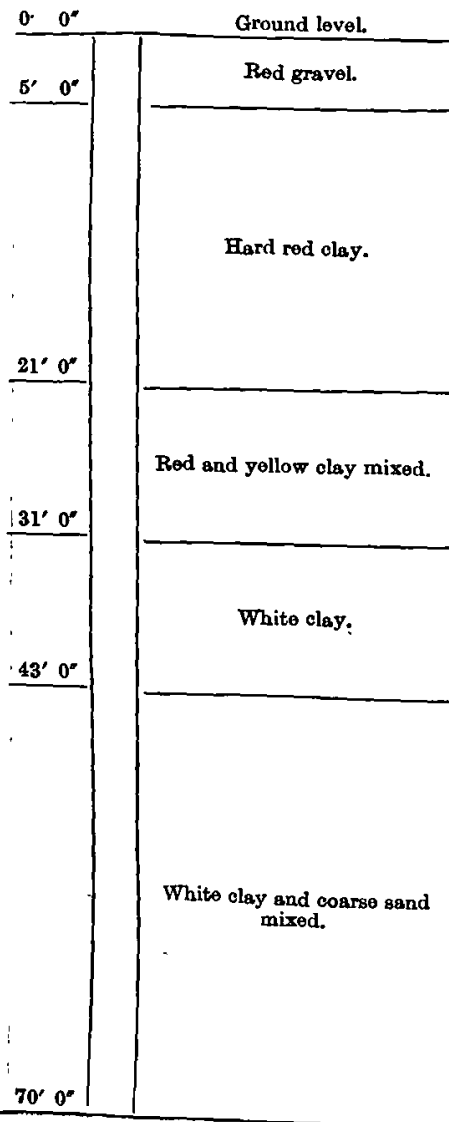 0· 0″
Ground level.
Red gravel.
5′ 0″
Hard red clay.
21′ 0″
Red and yellow clay mixed.
31′ 0″
White clay.
43′ 0″
White clay and coarse sand
mixed.
70′ 0″